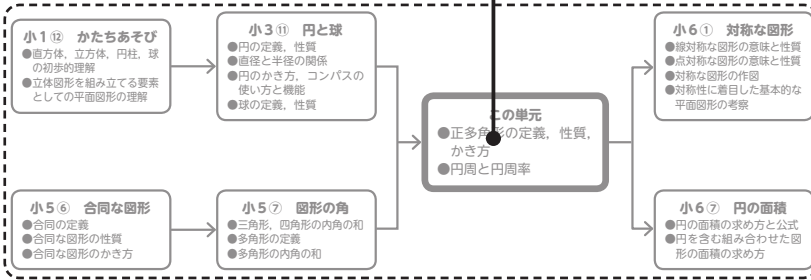 小1⑫ かたちあそび
●直方体，立方体，円柱，球
の初歩的理解
●立体図形を組み立てる要素
としての平面図形の理解
小3⑪ 円と球
●円の定義，性質
●直径と半径の関係
●円のかき方，コンパスの
使い方と機能
●球の定義，性質
小5⑥ 合同な図形
●合同の定義
●合同な図形の性質
●合同な図形のかき方
小5⑦ 図形の角
●三角形，四角形の内角の和
●多角形の定義
●多角形の内角の和
この単元
●正多角形の定義，性質，
かき方
●円周と円周率
小6① 対称な図形
●線対称な図形の意味と性質
●点対称な図形の意味と性質
●対称な図形の作図
●対称性に着目した基本的な
平面図形の考察
小6⑦ 円の面積
●円の面積の求め方と公式
●円を含む組み合わせた図
形の面積の求め方